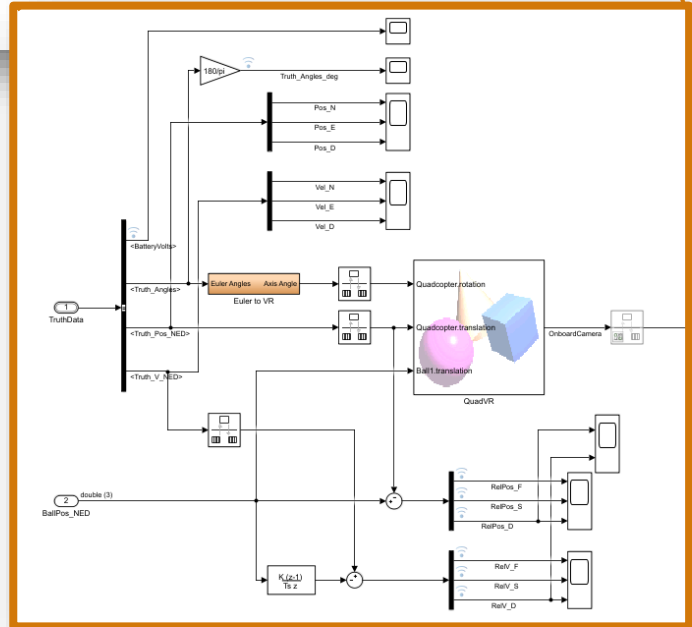 180/pi
Truth_Angles_deg
Pos_N
Pos_E
Pos_D
Vel_N
Vel_E
Vel_D
<BatteryVolts>
1
TruthData
<Truth_Angles>
Euler Angles Axis Angle
Euler to VR
Quadcopter.rotation
<Truth_Pos_NED>
Quadcopter.translation
OnboardCamera
<Truth_V_NED>
Ball1.translation
QuadVR
2
double (3)
BallPos_NED
RelPos_F
RelPos_S
RelPos_D
K (z-1)
Ts z
RelV_F
RelV_S
RelV_D